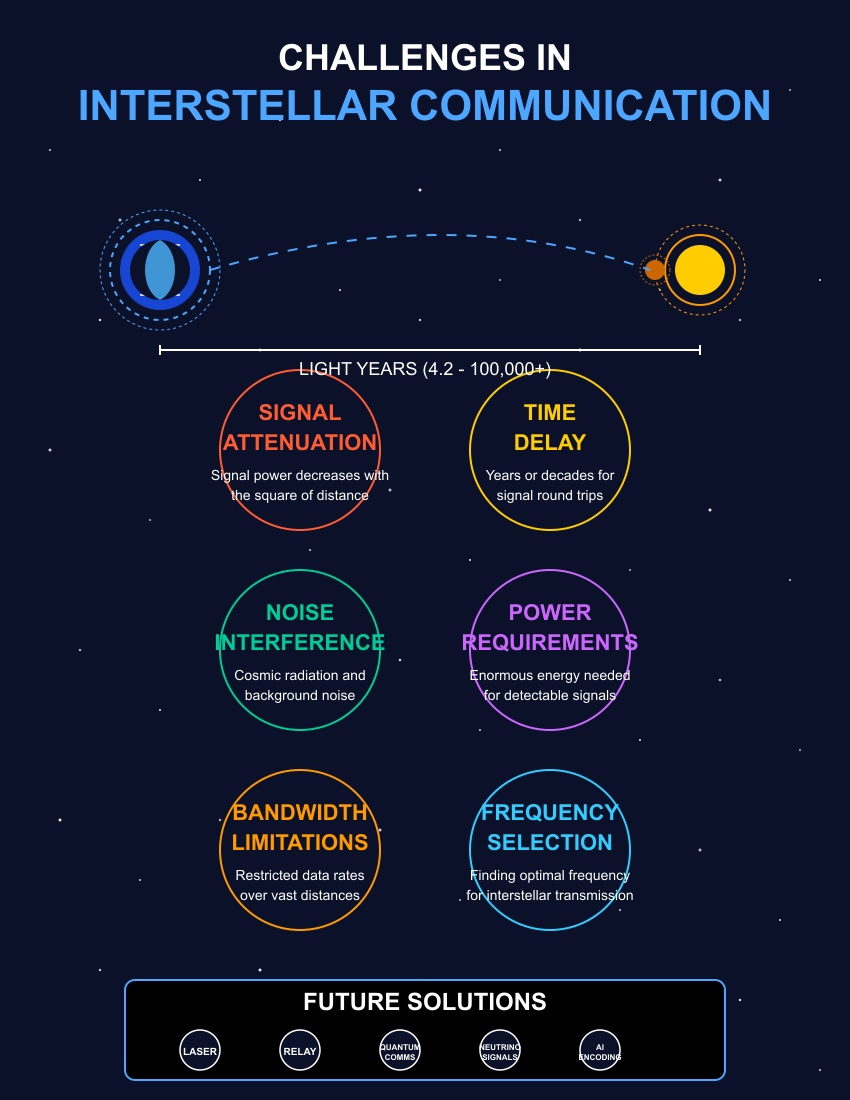 CHALLENGES IN
INTERSTELLAR COMMUNICATION
LIGHT YEARS (4.2 - 100,000+)
SIGNAL
ATTENUATION
Signal power decreases with
the square of distance
TIME
DELAY
Years or decades for
signal round trips
NOISE
INTERFERENCE
Cosmic radiation and
background noise
POWER
REQUIREMENTS
Enormous energy needed
for detectable signals
BANDWIDTH
LIMITATIONS
Restricted data rates
over vast distances
FREQUENCY
SELECTION
Finding optimal frequency
for interstellar transmission
FUTURE SOLUTIONS
LASER
RELAY
QUANTUM
COMMS
NEUTRINO
SIGNALS
AI
ENCODING